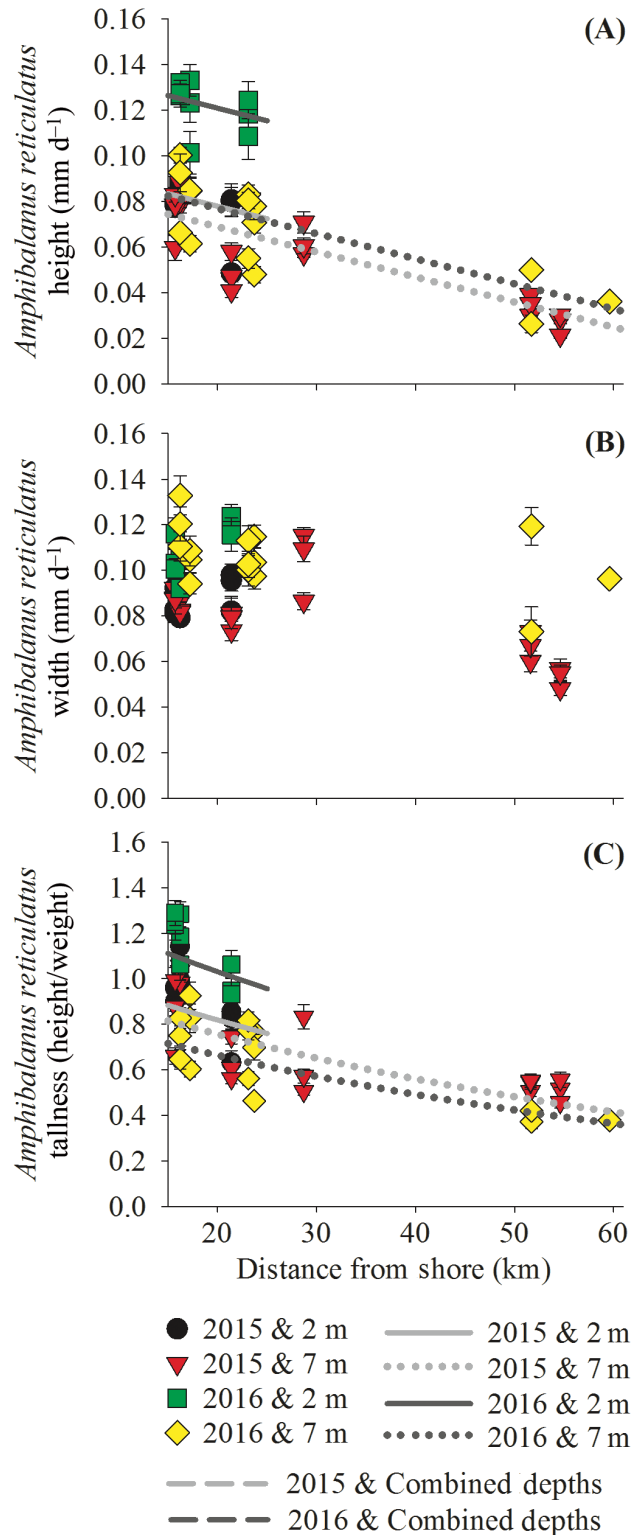 (A)
Amphibalanus reticulatus
height (mm d⁻¹)
0.16
0.14
0.12
0.10
0.08
0.06
0.04
0.02
0.00
(B)
Amphibalanus reticulatus
width (mm d⁻¹)
0.16
0.14
0.12
0.10
0.08
0.06
0.04
0.02
0.00
(C)
Amphibalanus reticulatus
tallness (height/weight)
1.6
1.4
1.2
1.0
0.8
0.6
0.4
0.2
0.0
20 30 40 50 60
Distance from shore (km)
2015 & 2 m
2015 & 7 m
2016 & 2 m
2016 & 7 m
2015 & 2 m
2015 & 7 m
2016 & 2 m
2016 & 7 m
2015 & Combined depths
2016 & Combined depths